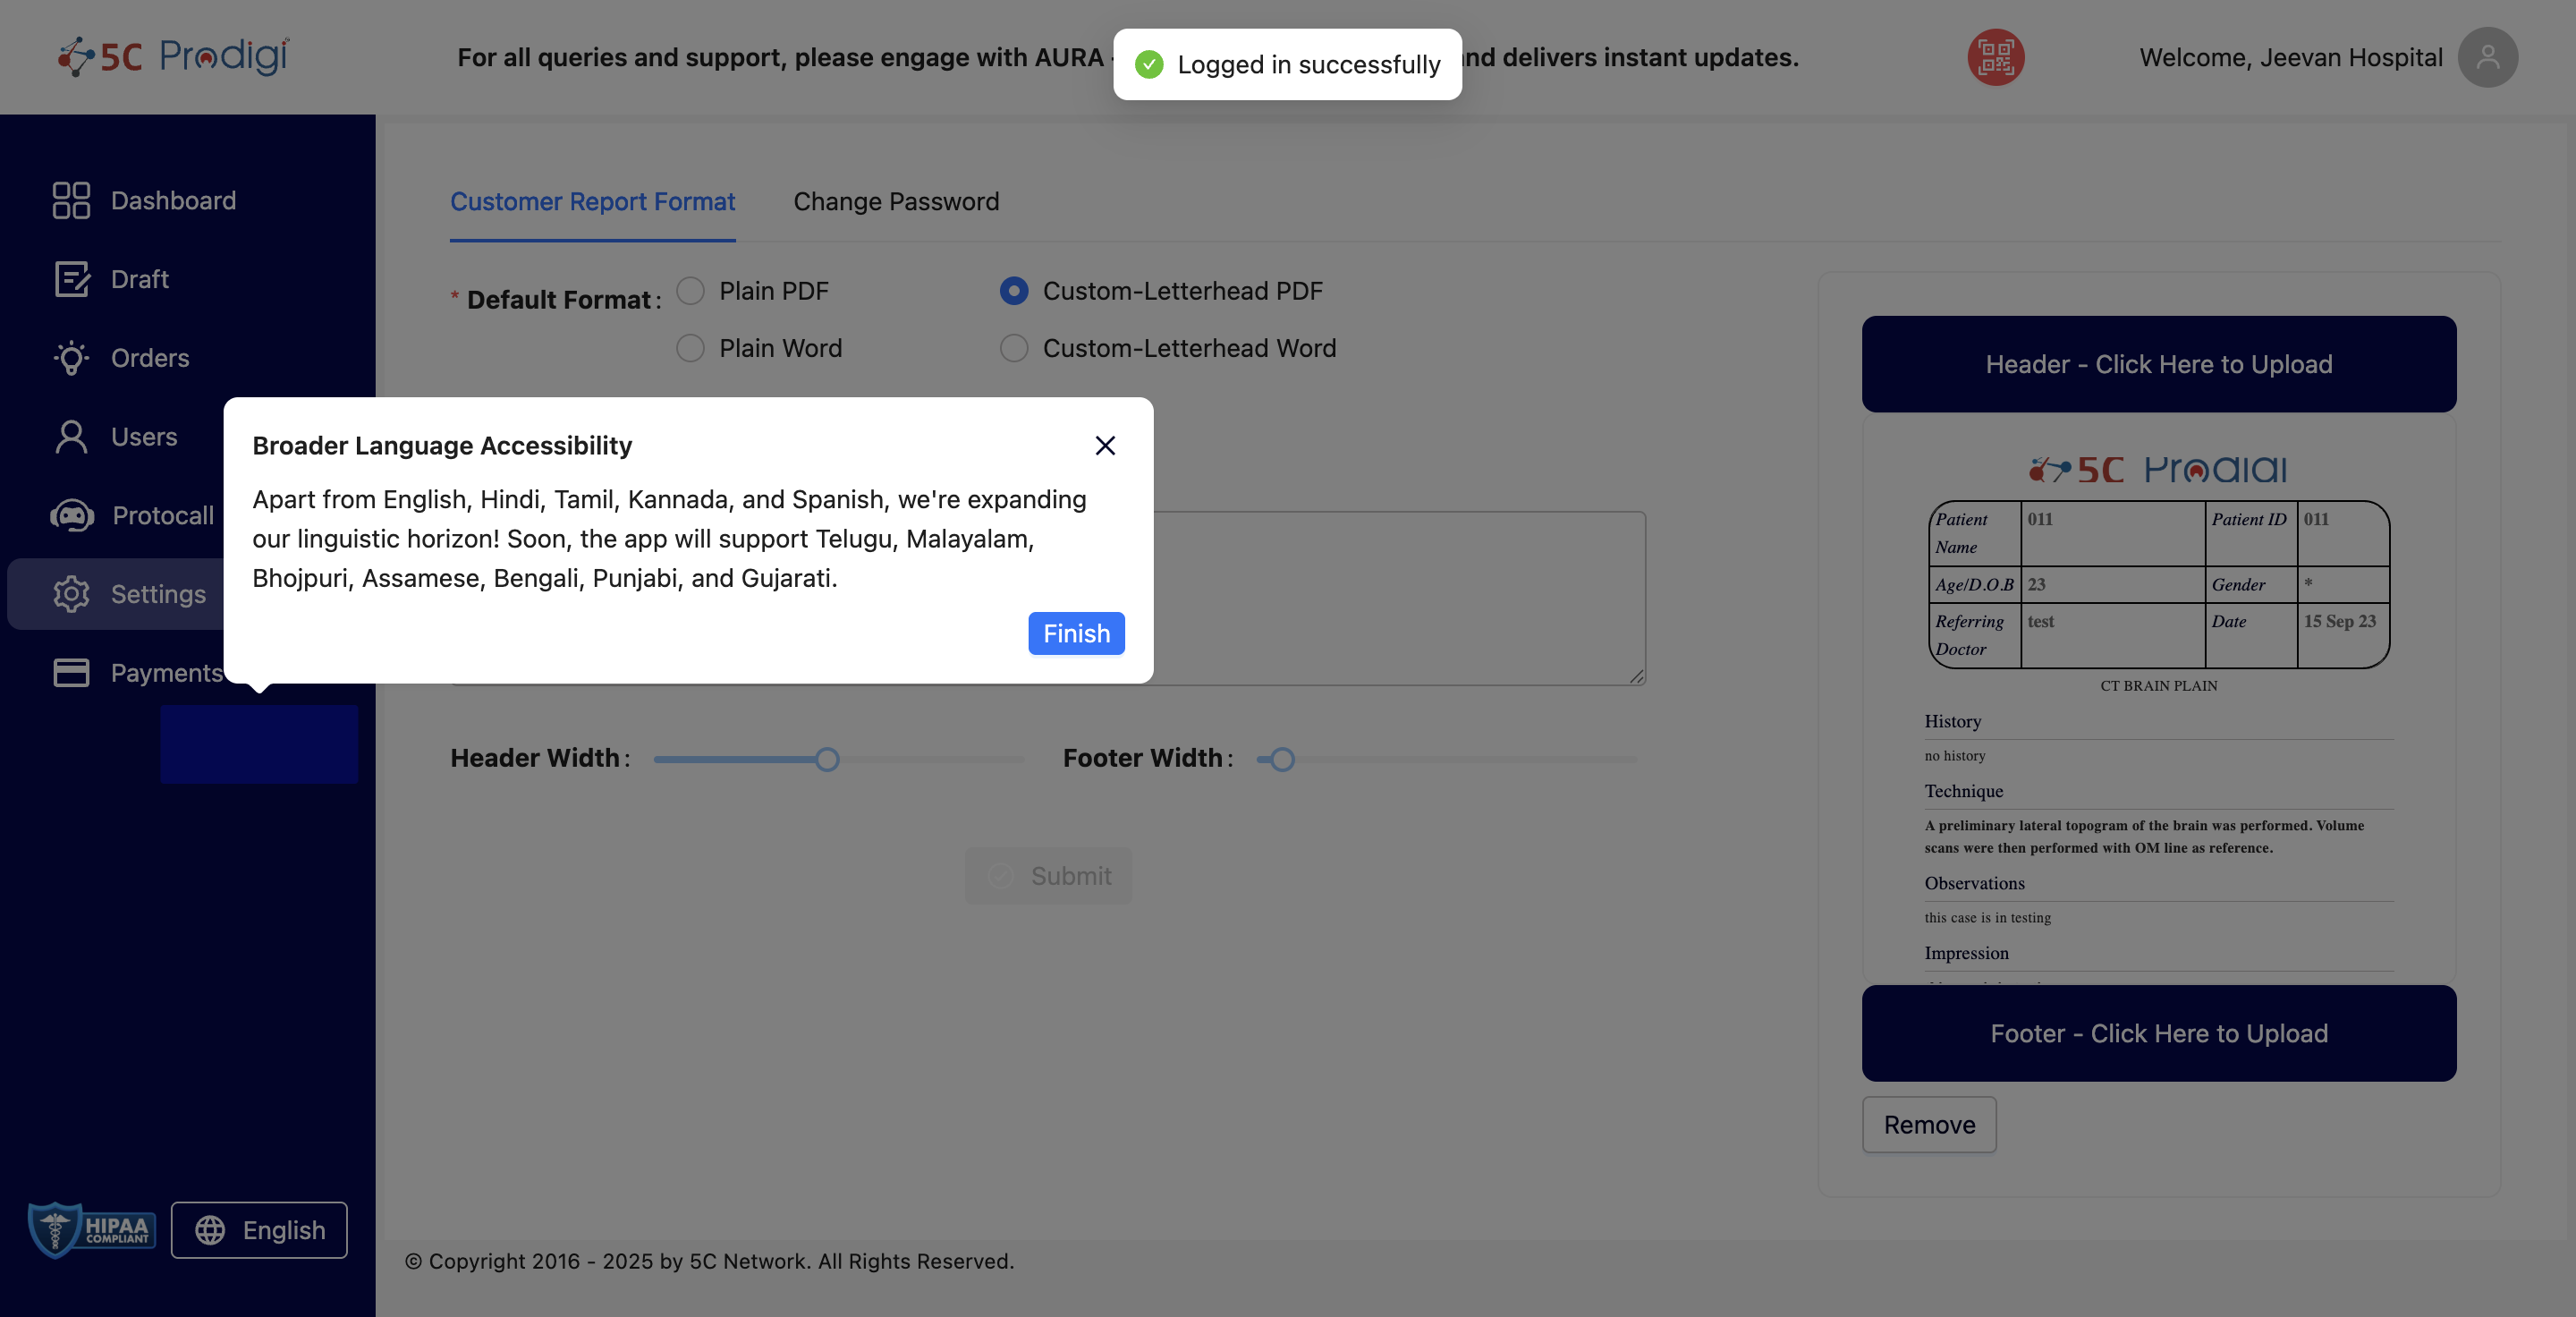 5C Prodigi
For all queries and support, please engage with AURA
nd delivers instant updates.
Logged in successfully
Welcome, Jeevan Hospital
Dashboard
Draft
Orders
Users
Protocall
Settings
Payments
HIPAA
COMPLIANT
English
Customer Report Format
Change Password
* Default Format :
Plain PDF
Custom-Letterhead PDF
Plain Word
Custom-Letterhead Word
Broader Language Accessibility
Apart from English, Hindi, Tamil, Kannada, and Spanish, we're expanding
our linguistic horizon! Soon, the app will support Telugu, Malayalam,
Bhojpuri, Assamese, Bengali, Punjabi, and Gujarati.
Finish
Header Width :
Footer Width :
Submit
Header - Click Here to Upload
5C Prodigi
Patient Name 011 Patient ID 011
Age/D.O.B 23 Gender *
Referring Doctor test Date 15 Sep 23
CT BRAIN PLAIN
History
no history
Technique
A preliminary lateral topogram of the brain was performed. Volume
scans were then performed with OM line as reference.
Observations
this case is in testing
Impression
Footer - Click Here to Upload
Remove
© Copyright 2016 - 2025 by 5C Network. All Rights Reserved.